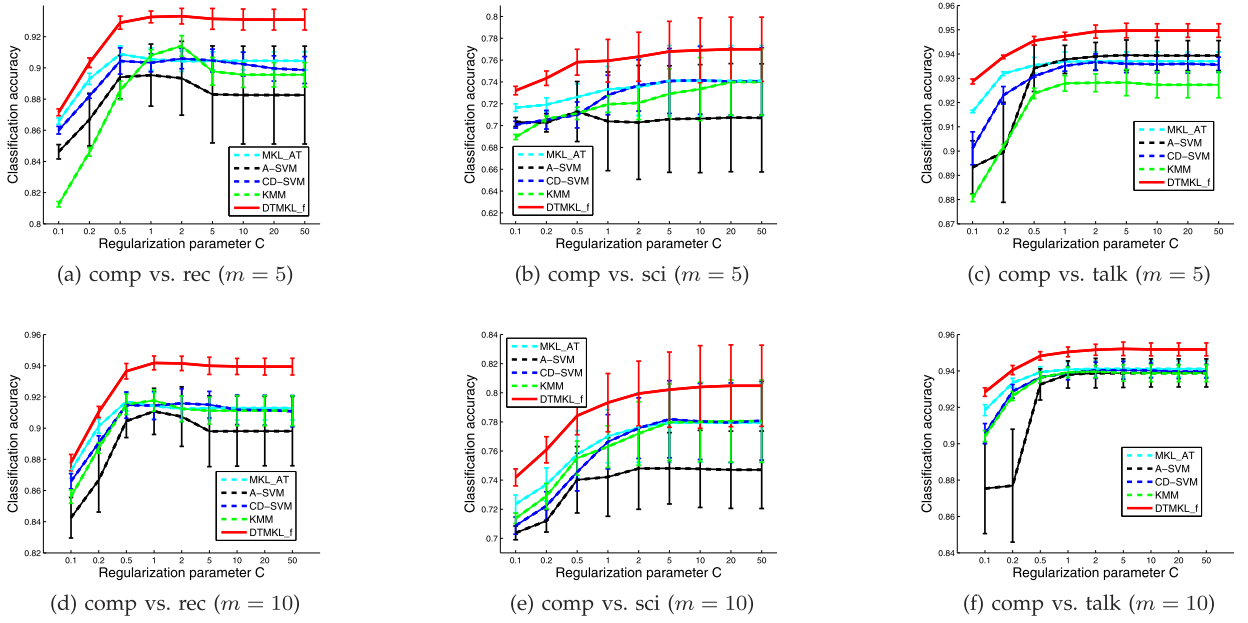 Classification accuracy
0.92
0.9
0.88
0.86
0.84
0.82
0.8
0.1 0.2 0.5 1 2 5 10 20 50
Regularization parameter C
MKL_AT
A−SVM
CD−SVM
KMM
DTMKL_f
(a) comp vs. rec (m = 5)
Classification accuracy
0.8
0.78
0.76
0.74
0.72
0.7
0.68
0.66
0.64
0.62
0.1 0.2 0.5 1 2 5 10 20 50
Regularization parameter C
MKL_AT
A−SVM
CD−SVM
KMM
DTMKL_f
(b) comp vs. sci (m = 5)
Classification accuracy
0.96
0.95
0.94
0.93
0.92
0.91
0.9
0.89
0.88
0.87
0.1 0.2 0.5 1 2 5 10 20 50
Regularization parameter C
MKL_AT
A−SVM
CD−SVM
KMM
DTMKL_f
(c) comp vs. talk (m = 5)
Classification accuracy
0.96
0.94
0.92
0.9
0.88
0.86
0.84
0.82
0.1 0.2 0.5 1 2 5 10 20 50
Regularization parameter C
MKL_AT
A−SVM
CD−SVM
KMM
DTMKL_f
(d) comp vs. rec (m = 10)
Classification accuracy
0.84
0.82
0.8
0.78
0.76
0.74
0.72
0.7
0.1 0.2 0.5 1 2 5 10 20 50
Regularization parameter C
MKL_AT
A−SVM
CD−SVM
KMM
DTMKL_f
(e) comp vs. sci (m = 10)
Classification accuracy
0.96
0.94
0.92
0.9
0.88
0.86
0.84
0.1 0.2 0.5 1 2 5 10 20 50
Regularization parameter C
MKL_AT
A−SVM
CD−SVM
KMM
DTMKL_f
(f) comp vs. talk (m = 10)